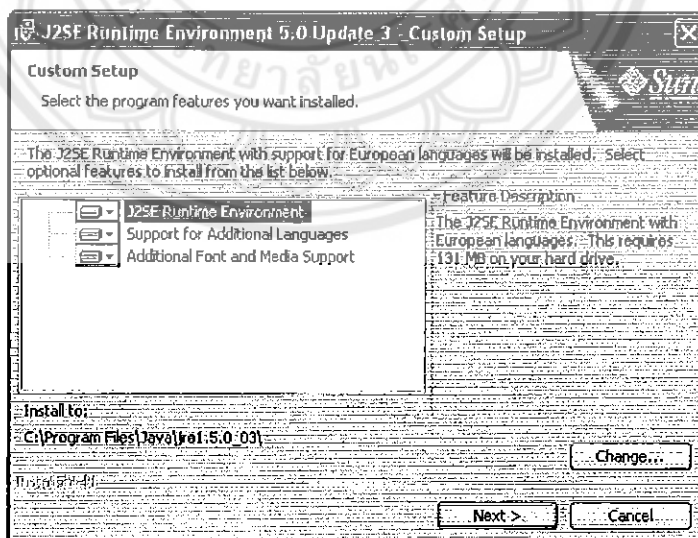 J2SE Runtime Environment 5.0 Update 3 - Custom Setup
Custom Setup
Select the program features you want installed.
Sun
The J2SE Runtime Environment with support for European languages will be installed. Select
optional features to install from the list below.
J2SE Runtime Environment
Support for Additional Languages
Additional Font and Media Support
Feature Description
The J2SE Runtime Environment with
European languages. This requires
131 MB on your hard drive.
Install to:
C:\Program Files\Java\jre1.5.0_03\
Change...
InstallShield
Next >
Cancel